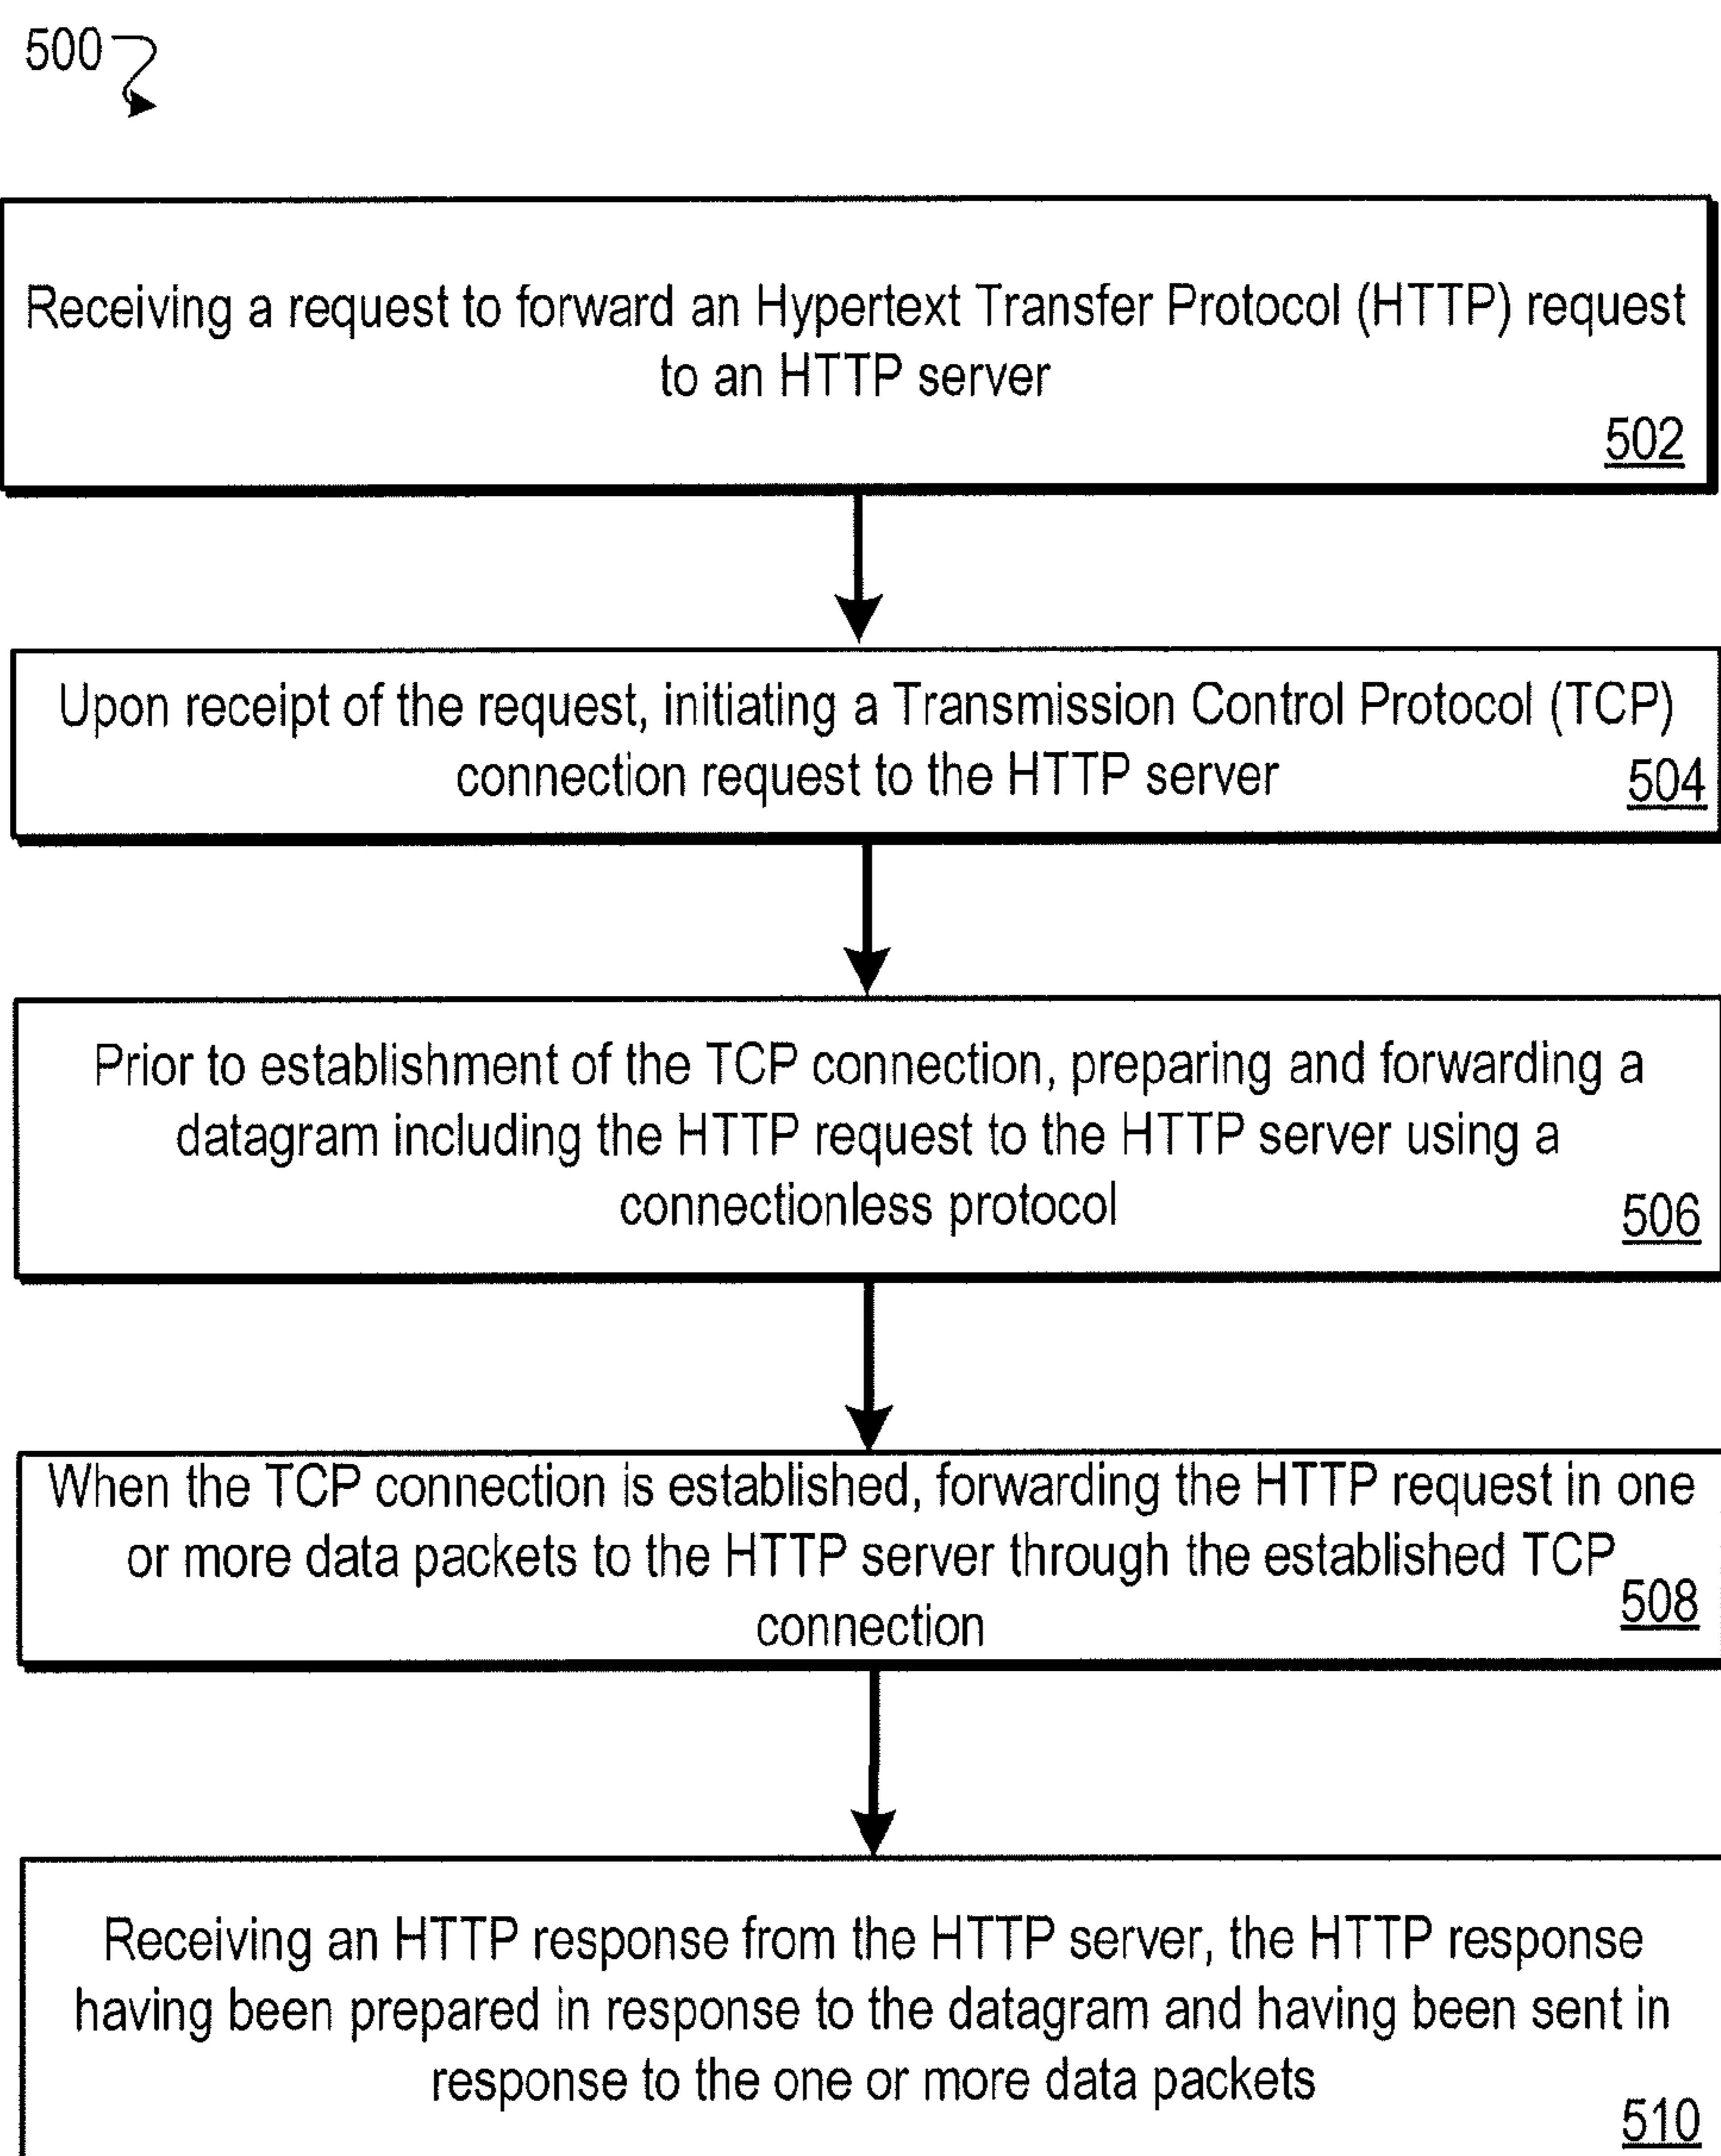 500
Receiving a request to forward an Hypertext Transfer Protocol (HTTP) request
to an HTTP server
502
Upon receipt of the request, initiating a Transmission Control Protocol (TCP)
connection request to the HTTP server
504
Prior to establishment of the TCP connection, preparing and forwarding a
datagram including the HTTP request to the HTTP server using a
connectionless protocol
506
When the TCP connection is established, forwarding the HTTP request in one
or more data packets to the HTTP server through the established TCP
connection
508
Receiving an HTTP response from the HTTP server, the HTTP response
having been prepared in response to the datagram and having been sent in
response to the one or more data packets
510